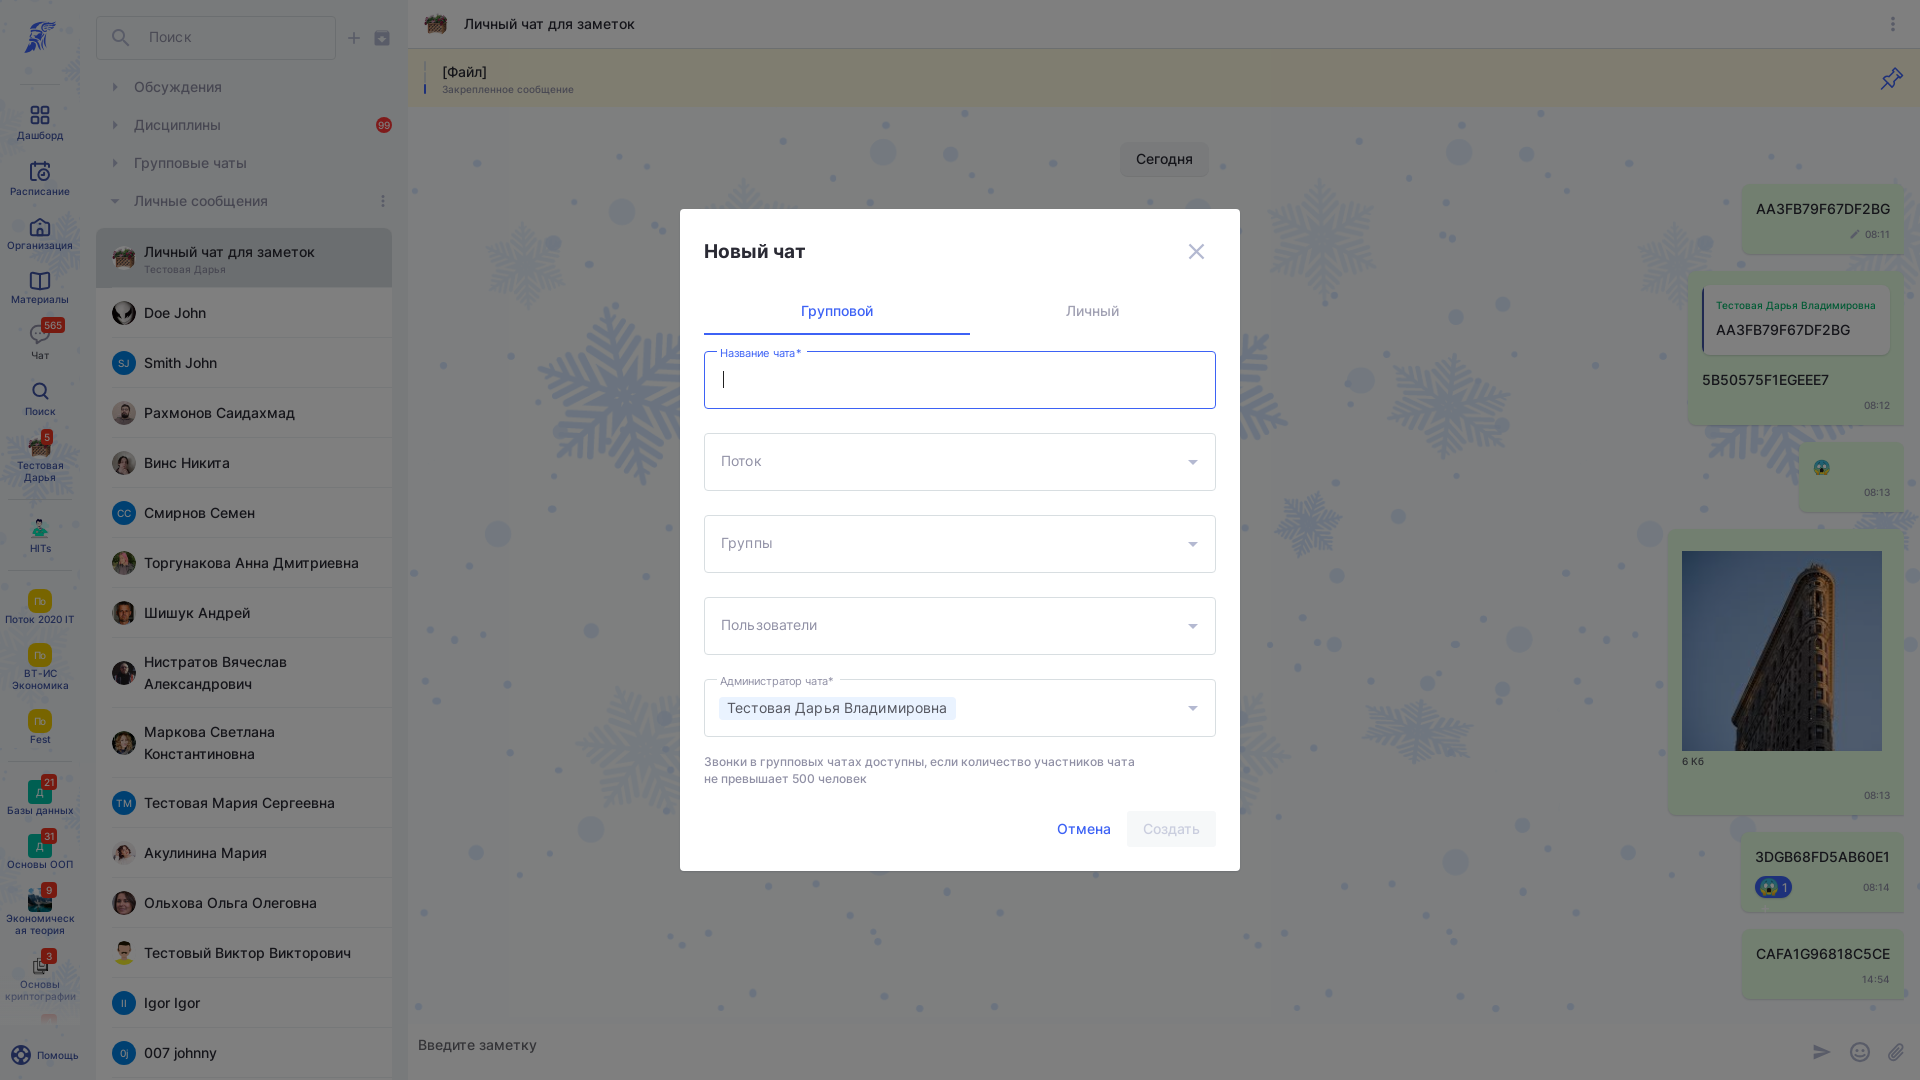 Дашборд
Расписание
Организация
Материалы
565
Чат
Поиск
5
Тестовая
Дарья
HITs
По
Поток 2020 IT
По
ВТ-ИС
Экономика
По
Fest
21
Д
Базы данных
31
Д
Основы ООП
9
Экономическ
ая теория
3
Основы
криптографии
Помощь
Поиск
Обсуждения
Дисциплины
99
Групповые чаты
Личные сообщения
Личный чат для заметок
Тестовая Дарья
Doe John
SJ
Smith John
Рахмонов Саидахмад
Винс Никита
СС
Смирнов Семен
Торгунакова Анна Дмитриевна
Шишук Андрей
Нистратов Вячеслав
Александрович
Маркова Светлана
Константиновна
ТМ
Тестовая Мария Сергеевна
Акулинина Мария
Ольхова Ольга Олеговна
Тестовый Виктор Викторович
II
Igor Igor
0j
007 johnny
Личный чат для заметок
[Файл]
Закрепленное сообщение
Сегодня
AA3FB79F67DF2BG
08:11
Тестовая Дарья Владимировна
AA3FB79F67DF2BG
5B50575F1EGEEE7
08:12
08:13
6 Кб
08:13
3DGB68FD5AB60E1
1
08:14
CAFA1G96818C5CE
14:54
Введите заметку
Новый чат
Групповой
Личный
Название чата*
Поток
Группы
Пользователи
Администратор чата*
Тестовая Дарья Владимировна
Звонки в групповых чатах доступны, если количество участников чата
не превышает 500 человек
Отмена
Создать